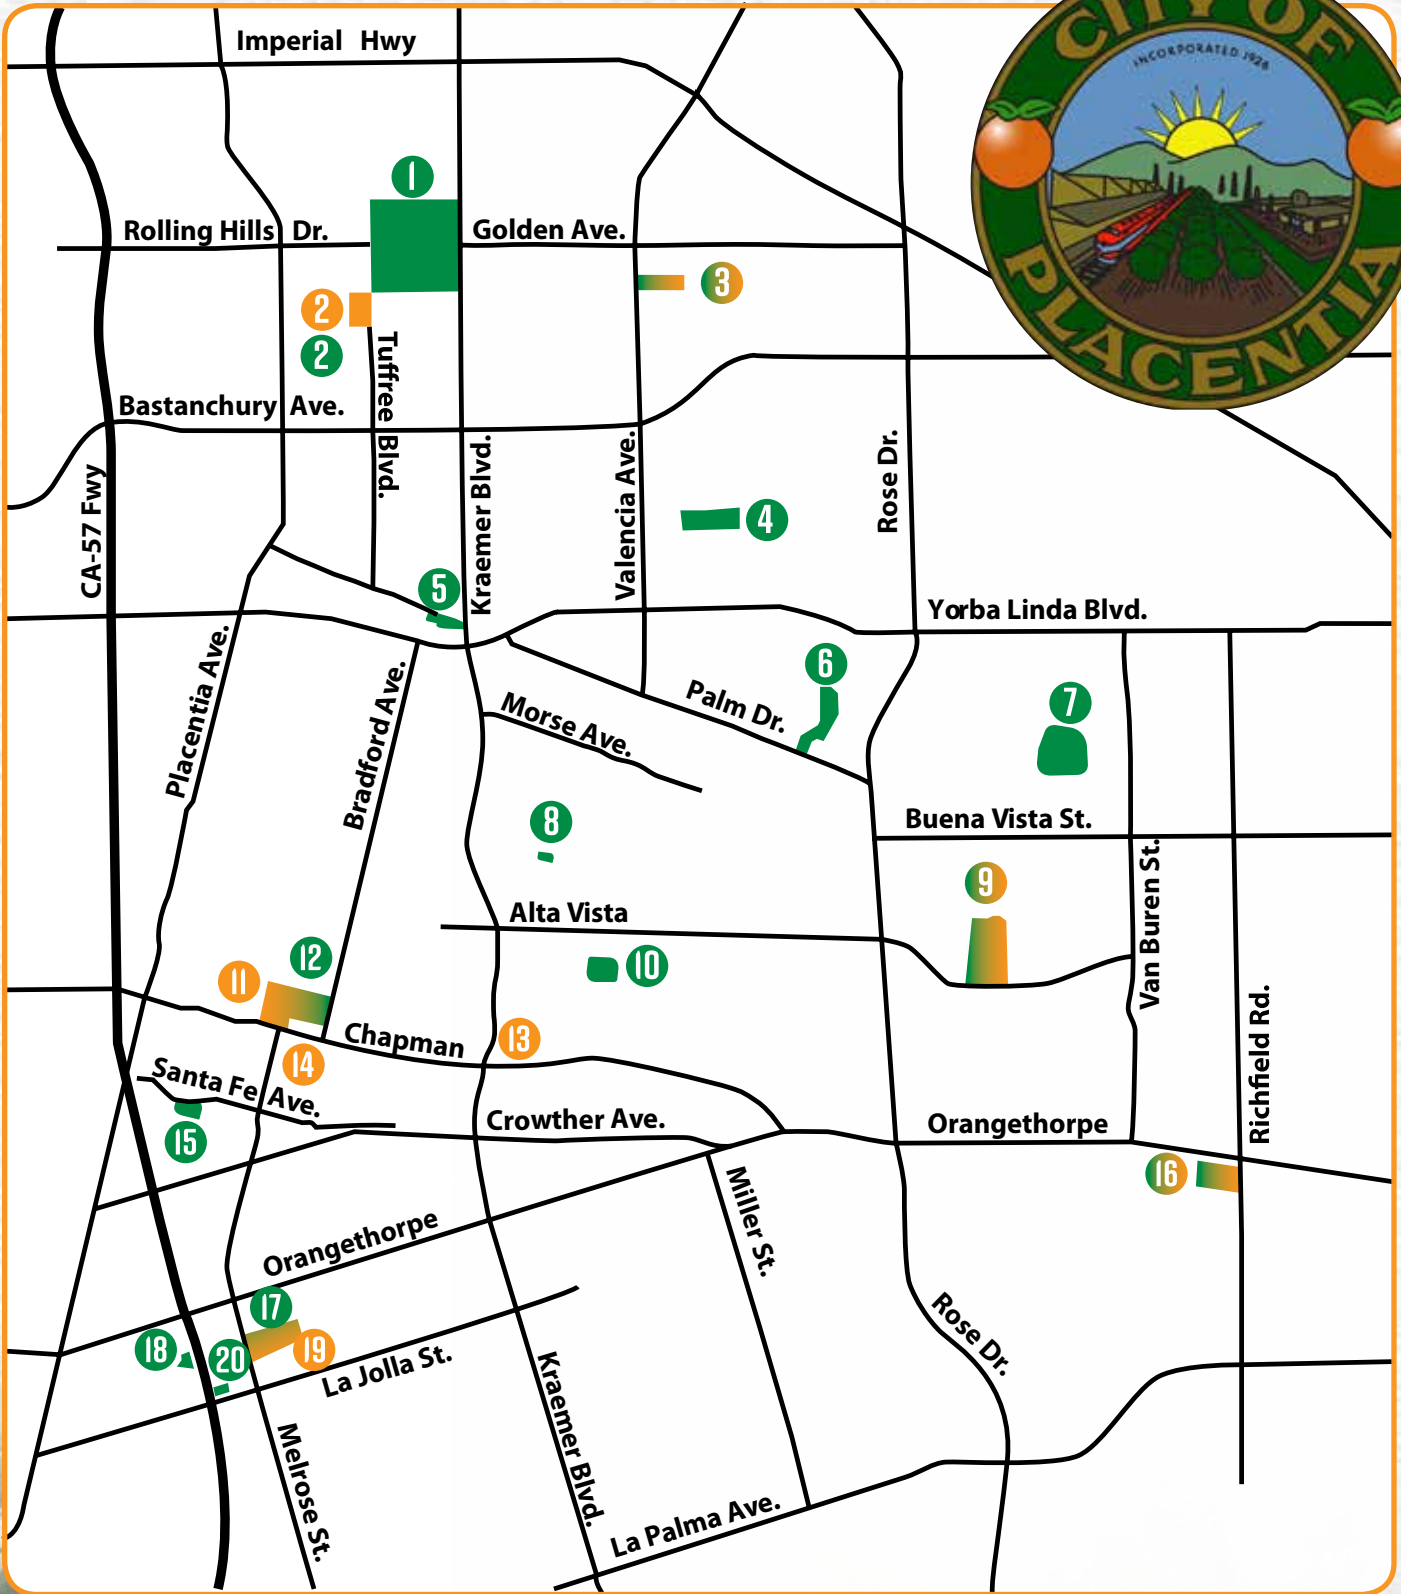 CITY OF
INCORPORATED 1926
PLACENTIA
Imperial Hwy
1
Rolling Hills Dr.
Golden Ave.
3
2
2
Tuffree Blvd.
Bastanchury Ave.
CA-57 Fwy
Kraemer Blvd.
Valencia Ave.
Rose Dr.
4
5
Yorba Linda Blvd.
Placentia Ave.
Bradford Ave.
6
Palm Dr.
7
Morse Ave.
8
Buena Vista St.
9
Van Buren St.
Alta Vista
12
11
10
Richfield Rd.
Chapman
13
14
Santa Fe Ave.
15
Crowther Ave.
Orangethorpe
16
Miller St.
Orangethorpe
17
18
20
19
La Jolla St.
Rose Dr.
Kraemer Blvd.
Melrose St.
La Palma Ave.